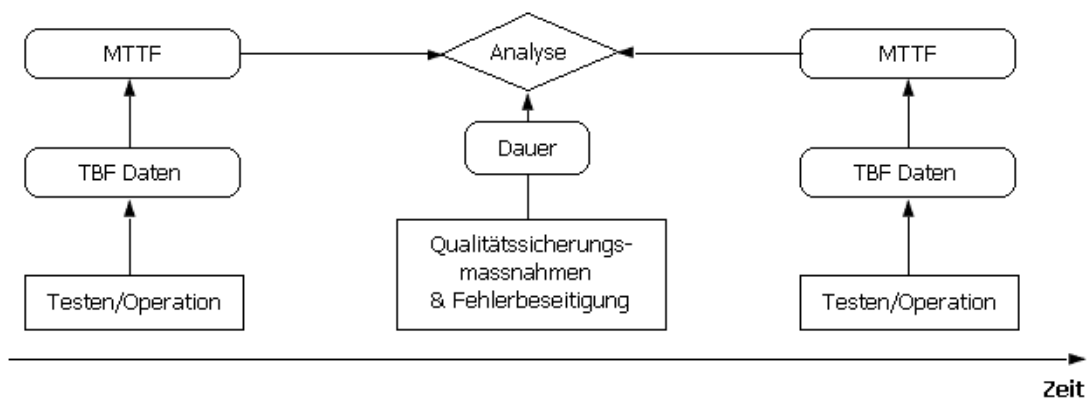 MTTF
Analyse
MTTF
Dauer
TBF Daten
TBF Daten
Qualitätssicherungs-
massnahmen
& Fehlerbeseitigung
Testen/Operation
Testen/Operation
Zeit